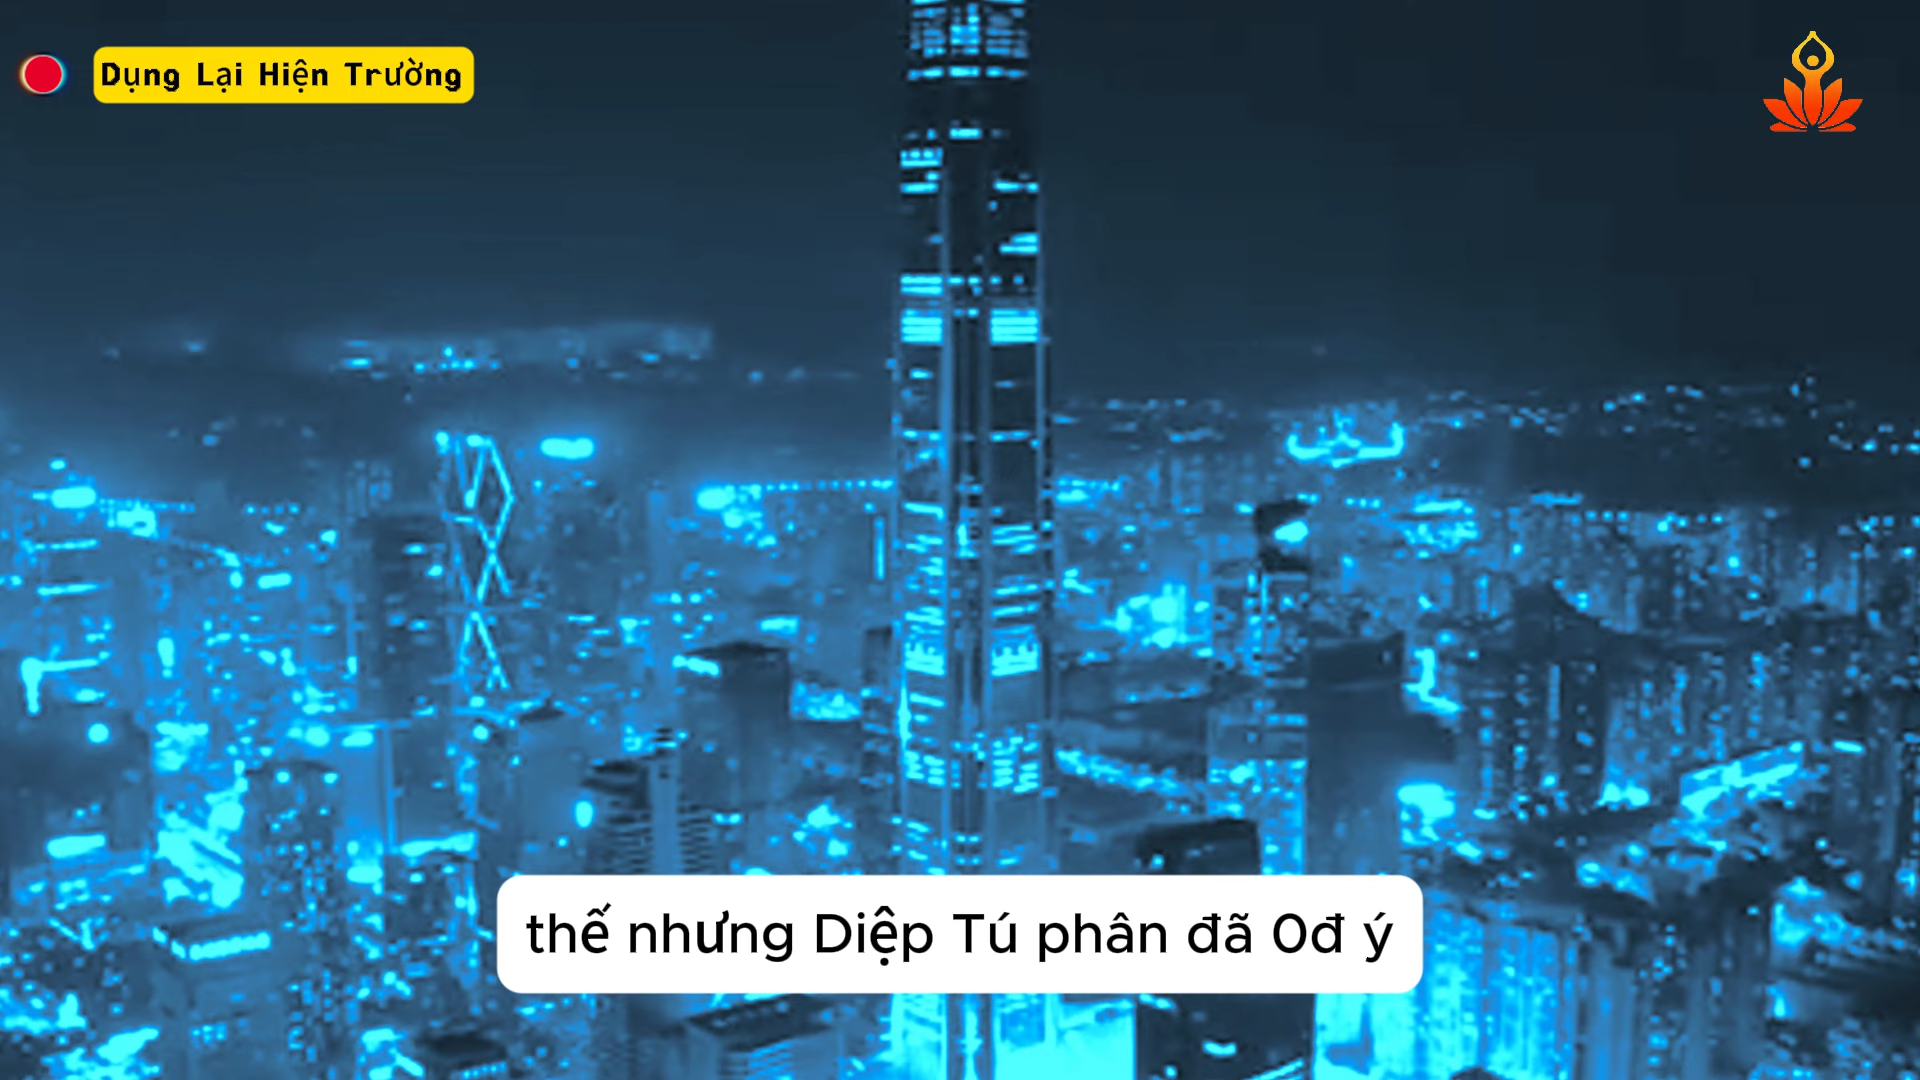 Dụng Lại Hiện Trường
thế nhưng Diệp Tú phân đã 0đ ý